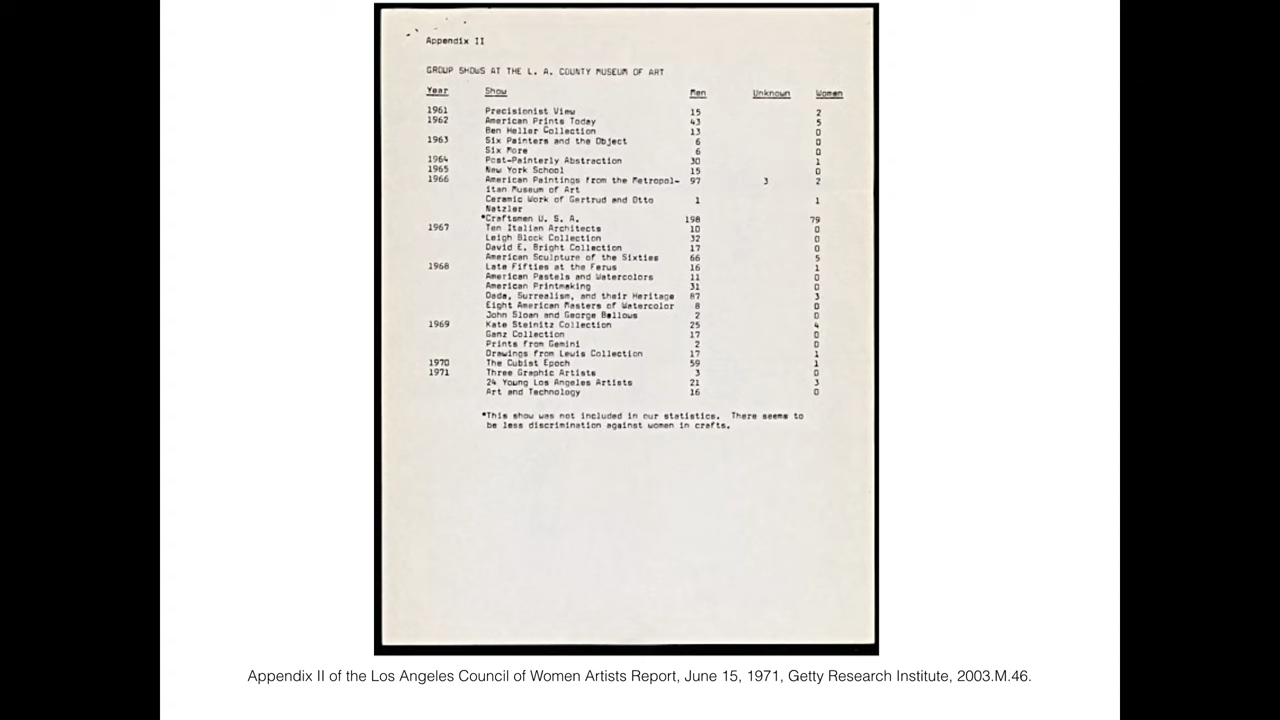 Appendix II
GROUP SHOWS AT THE L. A. COUNTY MUSEUM OF ART
Year Show Men Unknown Women
1961 Precisionist View 15 2
1962 American Prints Today 43 5
Ben Heller Collection 13 0
1963 Six Painters and the Object 6 0
Six More 6 0
1964 Post-Painterly Abstraction 30 1
1965 New York School 15 0
1966 American Paintings from the Metropol- 97 3 2
itan Museum of Art
Ceramic Work of Gertrud and Otto 1 1
Natzler
*Craftsmen U. S. A. 198 79
1967 Ten Italian Architects 10 0
Leigh Block Collection 32 0
David E. Bright Collection 17 0
American Sculpture of the Sixties 66 5
1968 Late Fifties at the Ferus 16 1
American Pastels and Watercolors 11 0
American Printmaking 31 0
Dada, Surrealism, and their Heritage 87 3
Eight American Masters of Watercolor 8 0
John Sloan and George Bellows 2 0
1969 Kate Steinitz Collection 25 4
Ganz Collection 17 0
Prints from Gemini 2 0
Drawings from Lewis Collection 17 1
1970 The Cubist Epoch 59 1
1971 Three Graphic Artists 3 0
24 Young Los Angeles Artists 21 3
Art and Technology 16 0
*This show was not included in our statistics. There seems to
be less discrimination against women in crafts.
Appendix II of the Los Angeles Council of Women Artists Report, June 15, 1971, Getty Research Institute, 2003.M.46.